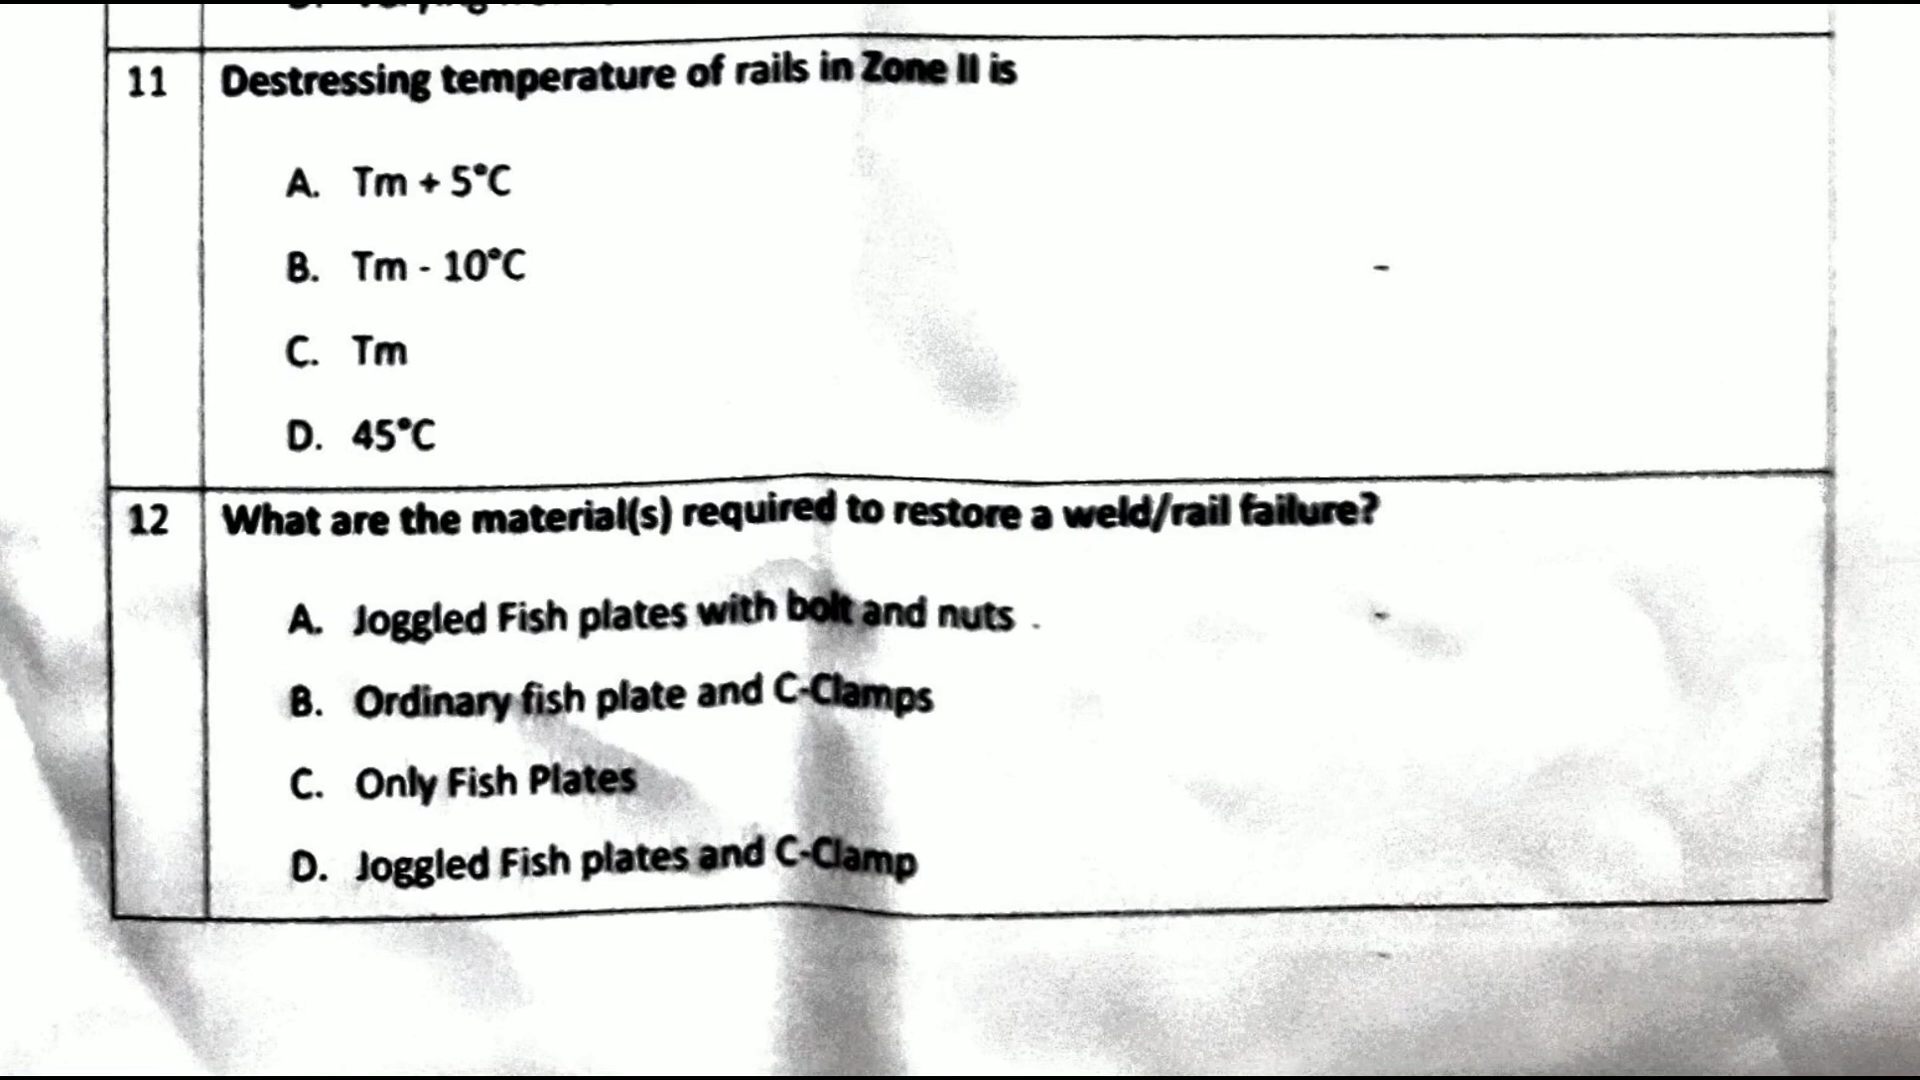 11 Destressing temperature of rails in Zone II is
A. Tm + 5°C
B. Tm - 10°C
C. Tm
D. 45°C
12 What are the material(s) required to restore a weld/rail failure?
A. Joggled Fish plates with bolt and nuts .
B. Ordinary fish plate and C-Clamps
C. Only Fish Plates
D. Joggled Fish plates and C-Clamp